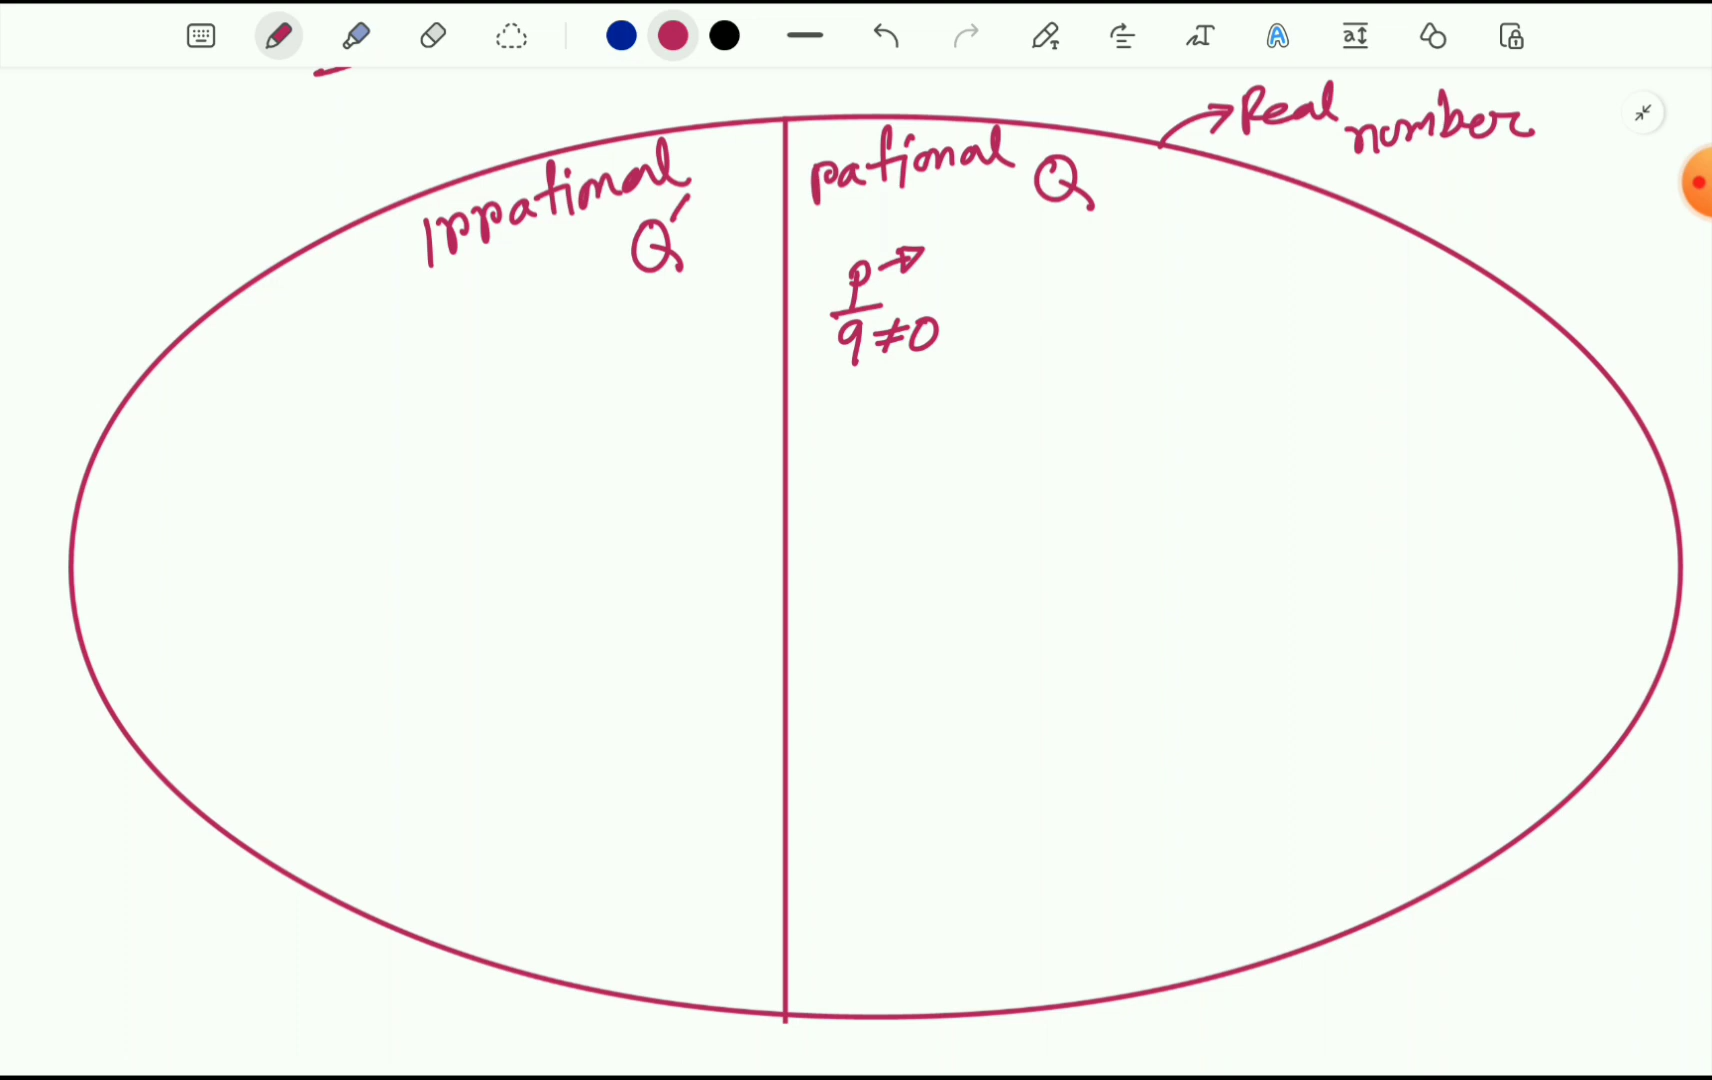 Real number
Irrational
Q'
rational Q
p →
q ≠ 0